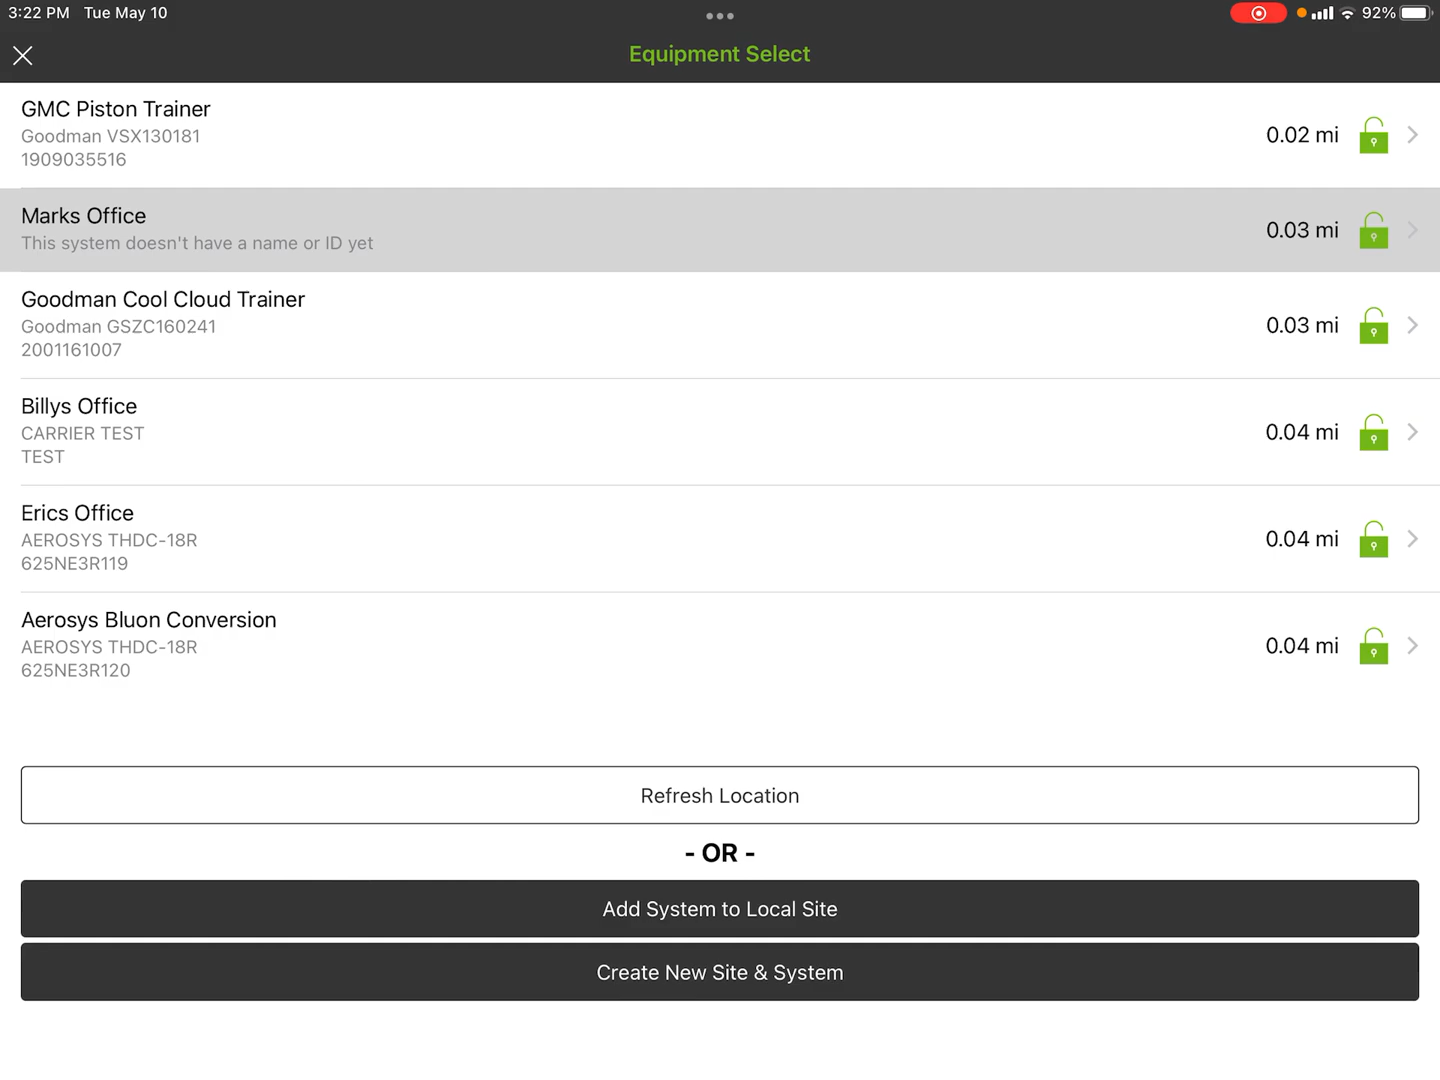 3:22 PM Tue May 10
92%
Equipment Select
GMC Piston Trainer
Goodman VSX130181
1909035516
0.02 mi
Marks Office
This system doesn't have a name or ID yet
0.03 mi
Goodman Cool Cloud Trainer
Goodman GSZC160241
2001161007
0.03 mi
Billys Office
CARRIER TEST
TEST
0.04 mi
Erics Office
AEROSYS THDC-18R
625NE3R119
0.04 mi
Aerosys Bluon Conversion
AEROSYS THDC-18R
625NE3R120
0.04 mi
Refresh Location
- OR -
Add System to Local Site
Create New Site & System